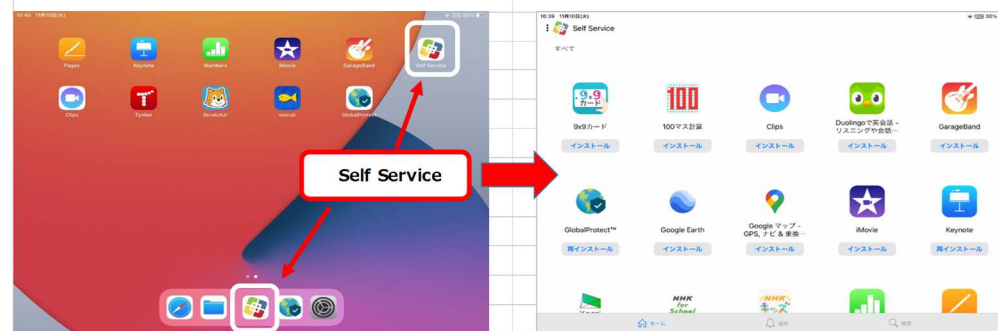 10:40 11月10日(火)
30%
Pages
Keynote
Numbers
iMovie
GarageBand
Self Service
Clips
Tynker
ScratchJr
viscuit
GlobalProtect
Self Service
10:39 11月10日(火)
30%
Self Service
すべて
9x9カード
100マス計算
Clips
Duolingoで英会話 -
リスニングや会話…
GarageBand
インストール
インストール
インストール
インストール
インストール
GlobalProtect™
Google Earth
Google マップ -
GPS, ナビ & 乗換…
iMovie
Keynote
再インストール
インストール
インストール
インストール
再インストール
NHK
for
School
NHK
キッズ
ホーム
通知
検索